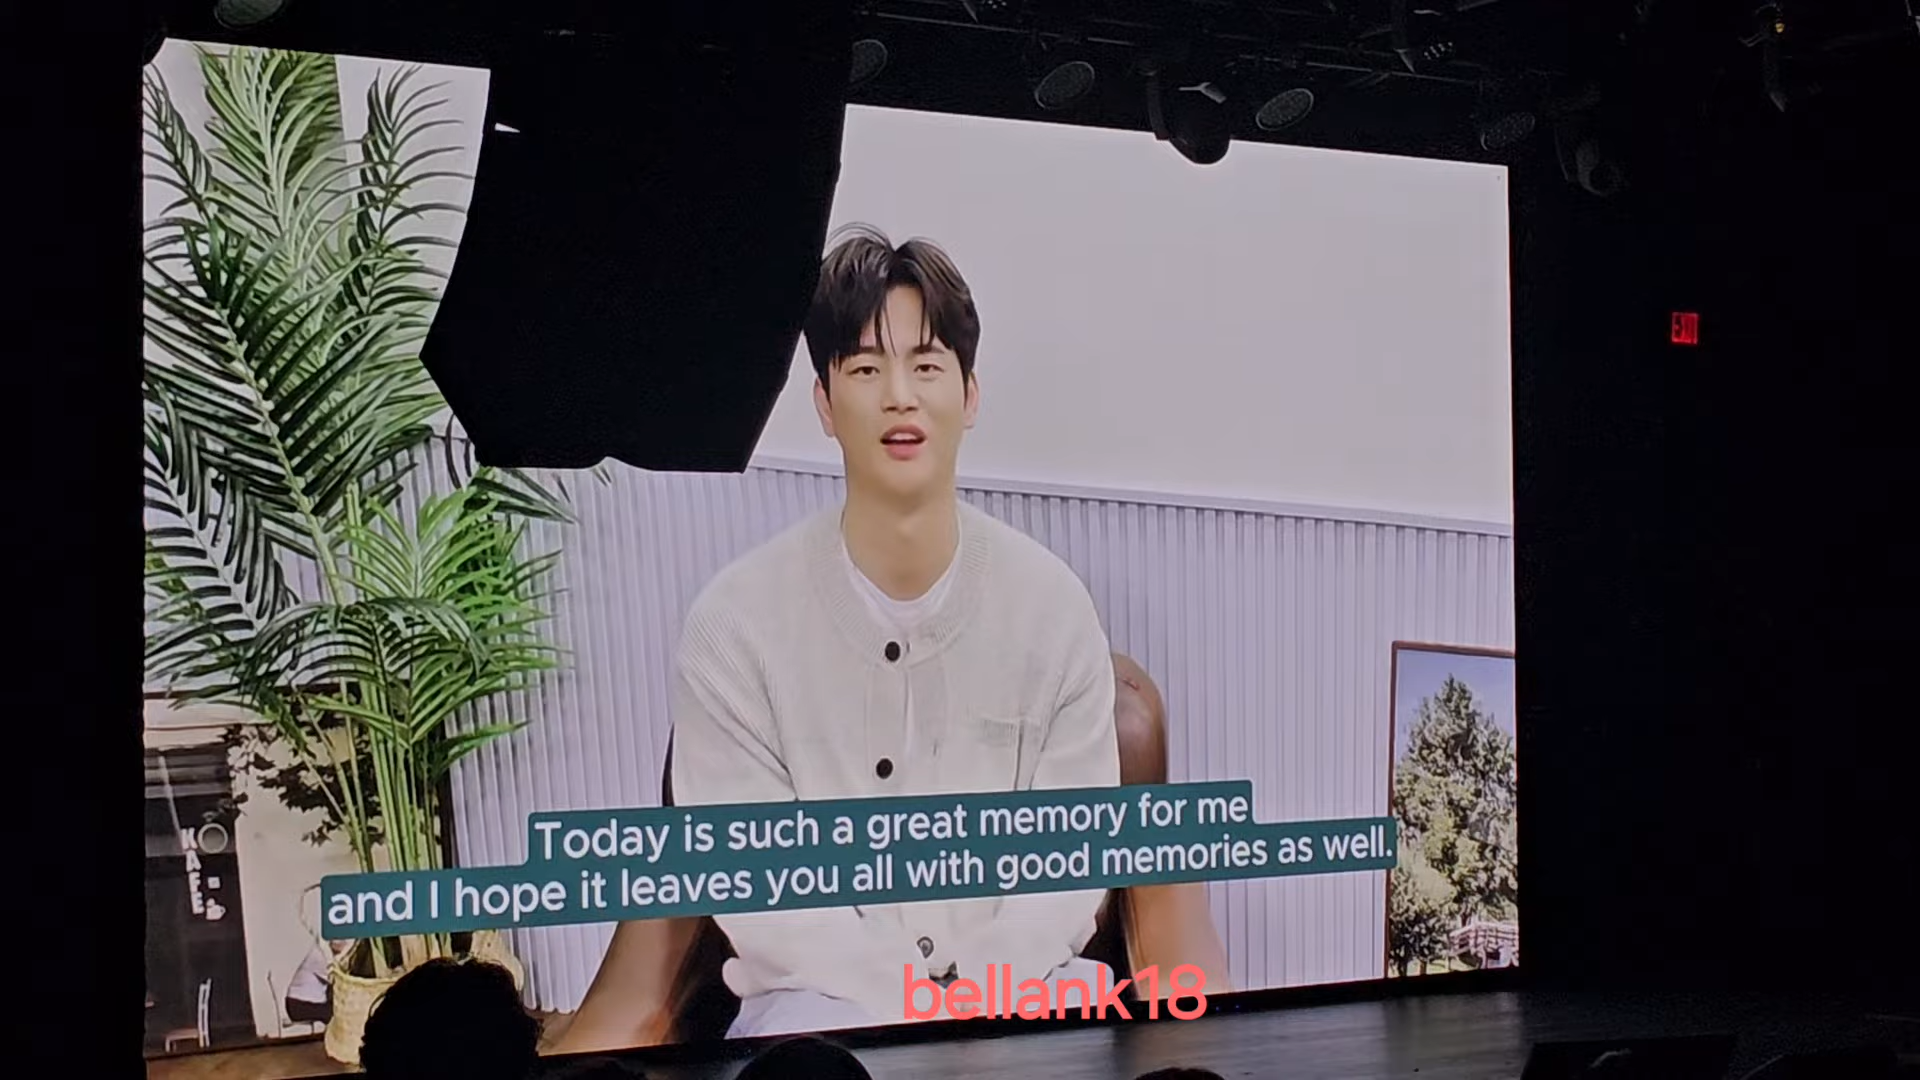 EXIT
Today is such a great memory for me
and I hope it leaves you all with good memories as well.
bellank18